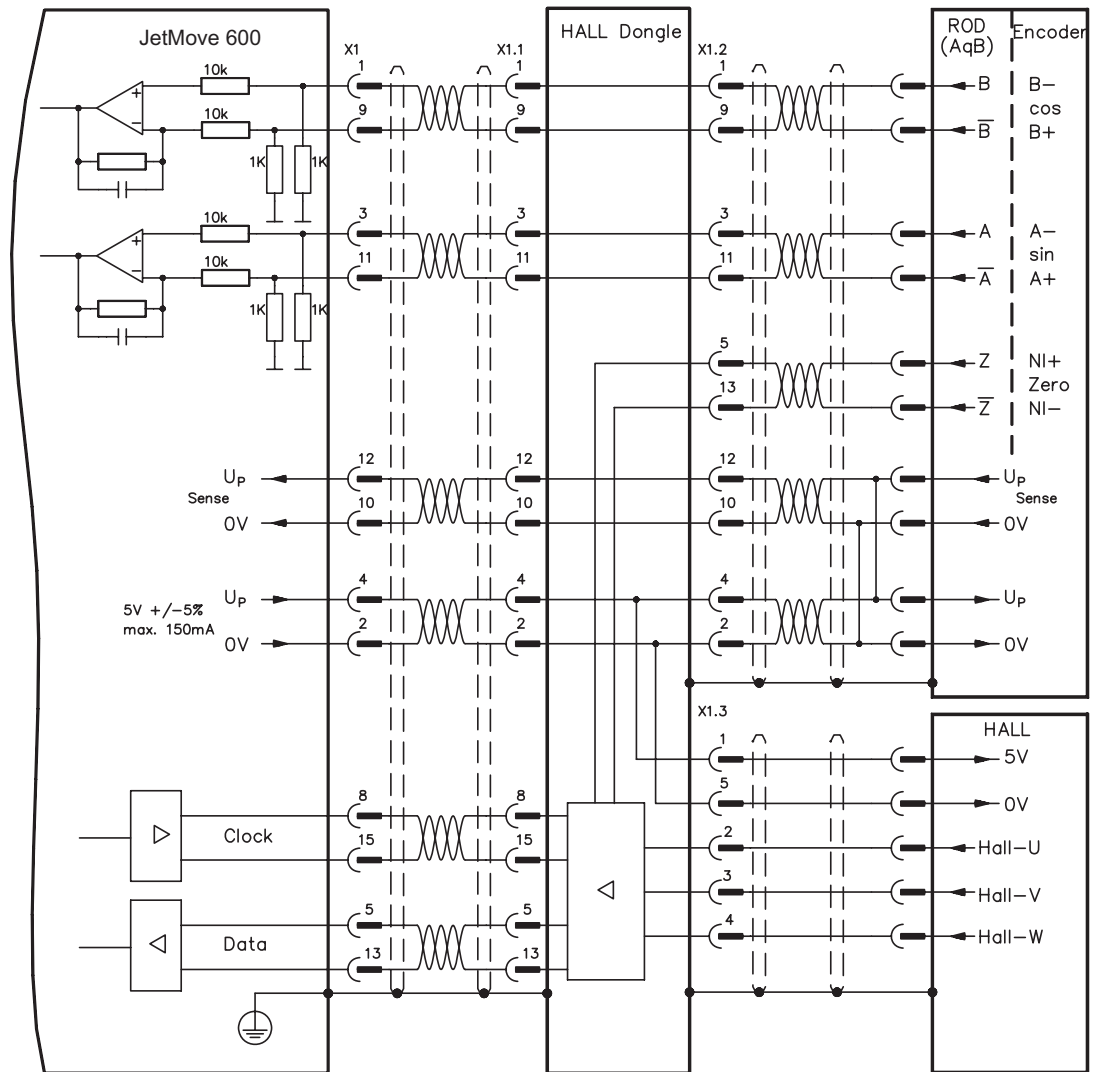 JetMove 600
HALL Dongle
ROD
(AqB)
Encoder
X1
X1.1
X1.2
10k
1
1
1
B
B-
+
cos
10k
9
9
9
B̅
B+
-
1K
1K
10k
3
3
3
A
A-
+
sin
10k
11
11
11
A̅
A+
-
1K
1K
5
Z
NI+
Zero
13
Z̅
NI-
UP
12
12
12
UP
Sense
Sense
0V
10
10
10
0V
5V +/-5%
max. 150mA
UP
4
4
4
UP
0V
2
2
2
0V
X1.3
HALL
1
5V
5
0V
Clock
8
8
2
Hall-U
15
15
3
Hall-V
Data
5
5
4
Hall-W
13
13